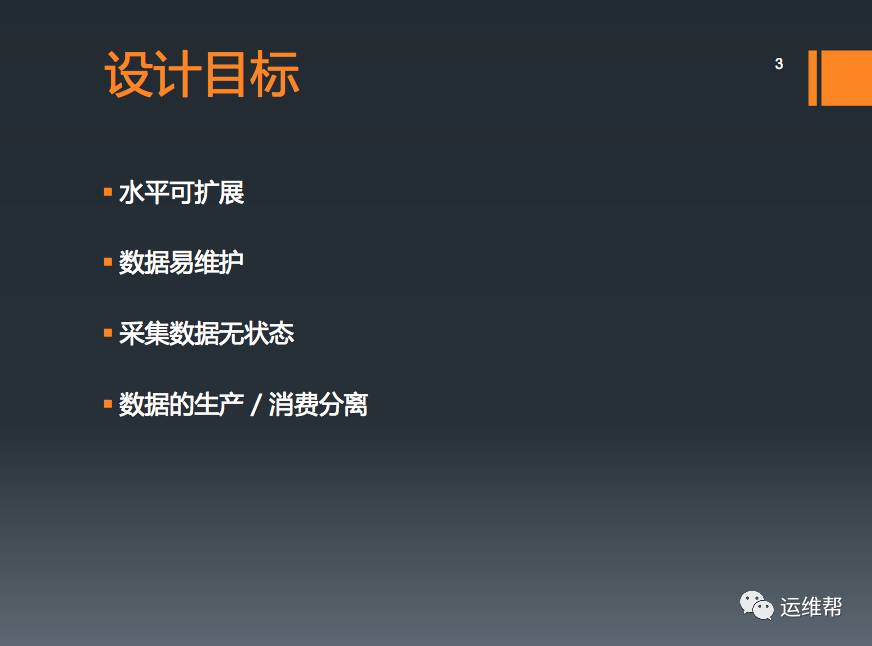 设计目标
3
水平可扩展
数据易维护
采集数据无状态
数据的生产 / 消费分离
运维帮